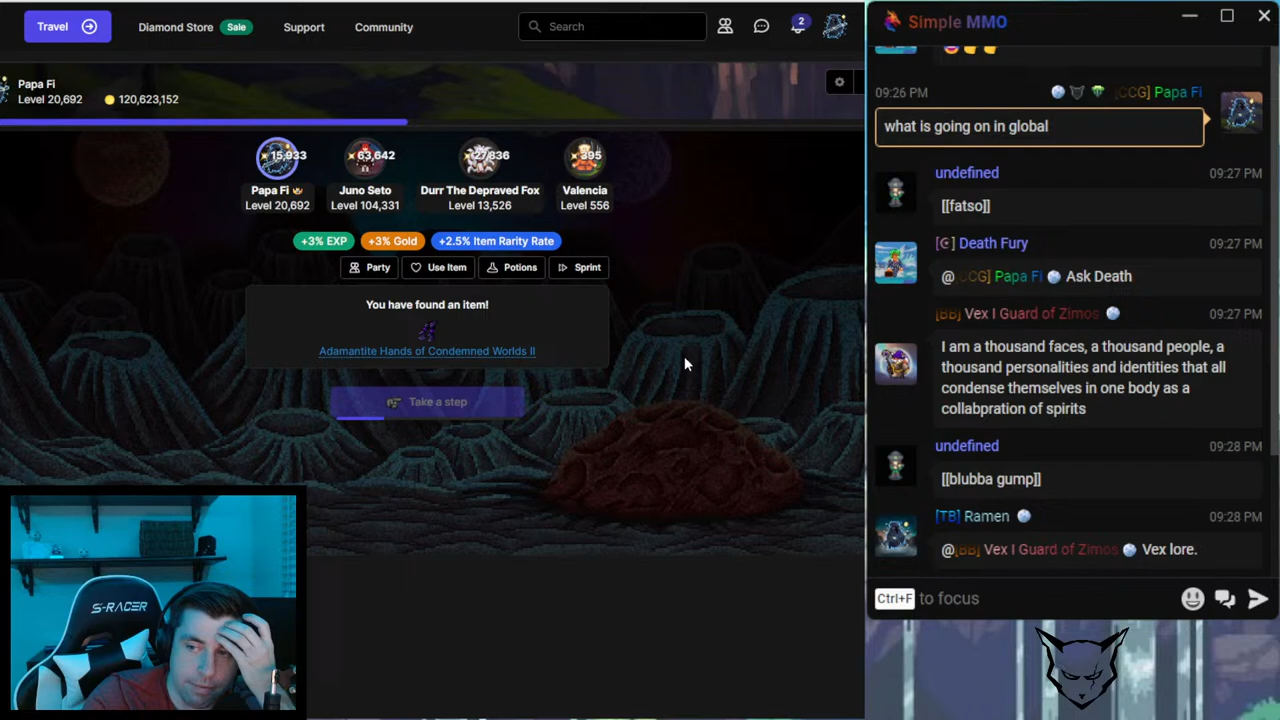 Travel
Diamond Store Sale
Support
Community
Search
2
Papa Fi
Level 20,692 120,623,152
15,933 63,642 27,836 395
Papa Fi Juno Seto Durr The Depraved Fox Valencia
Level 20,692 Level 104,331 Level 13,526 Level 556
+3% EXP +3% Gold +2.5% Item Rarity Rate
Party Use Item Potions Sprint
You have found an item!
Adamantite Hands of Condemned Worlds II
Take a step
S-RACER
Simple MMO
09:26 PM [CCG] Papa Fi
what is going on in global
undefined 09:27 PM
[[fatso]]
[C] Death Fury 09:27 PM
@[CCG] Papa Fi Ask Death
[BB] Vex I Guard of Zimos 09:27 PM
I am a thousand faces, a thousand people, a
thousand personalities and identities that all
condense themselves in one body as a
collabpration of spirits
undefined 09:28 PM
[[blubba gump]]
[TB] Ramen 09:28 PM
@[BB] Vex I Guard of Zimos Vex lore.
Ctrl+F to focus